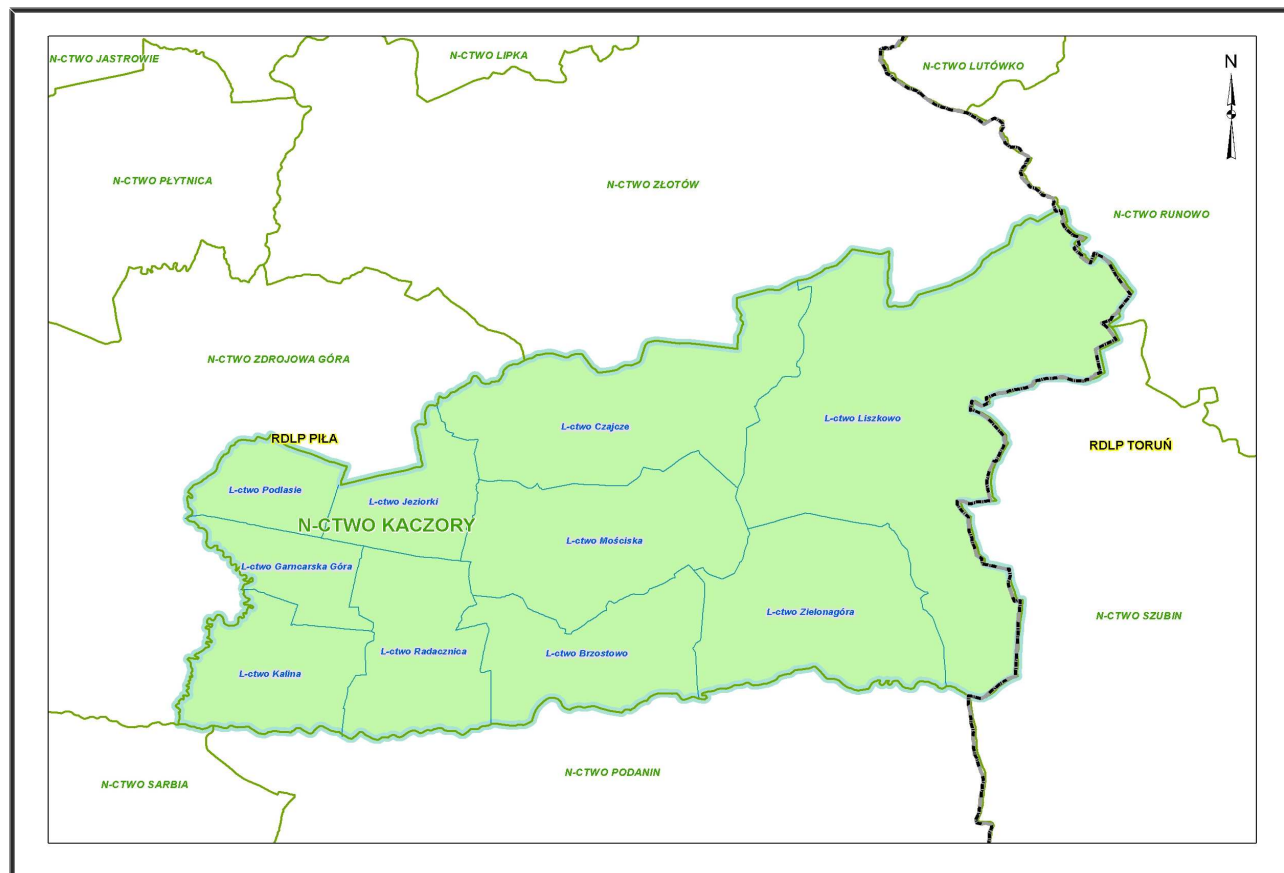 N-CTWO JASTROWIE
N-CTWO LIPKA
N-CTWO LUTÓWKO
N
N-CTWO PŁYTNICA
N-CTWO ZŁOTÓW
N-CTWO RUNOWO
N-CTWO ZDROJOWA GÓRA
L-ctwo Czajcze
L-ctwo Liszkowo
RDLP PIŁA
RDLP TORUŃ
L-ctwo Podlasie
L-ctwo Jeziorki
N-CTWO KACZORY
L-ctwo Mościska
L-ctwo Garncarska Góra
L-ctwo Zielonagóra
N-CTWO SZUBIN
L-ctwo Radacznica
L-ctwo Brzostowo
L-ctwo Kalina
N-CTWO PODANIN
N-CTWO SARBIA